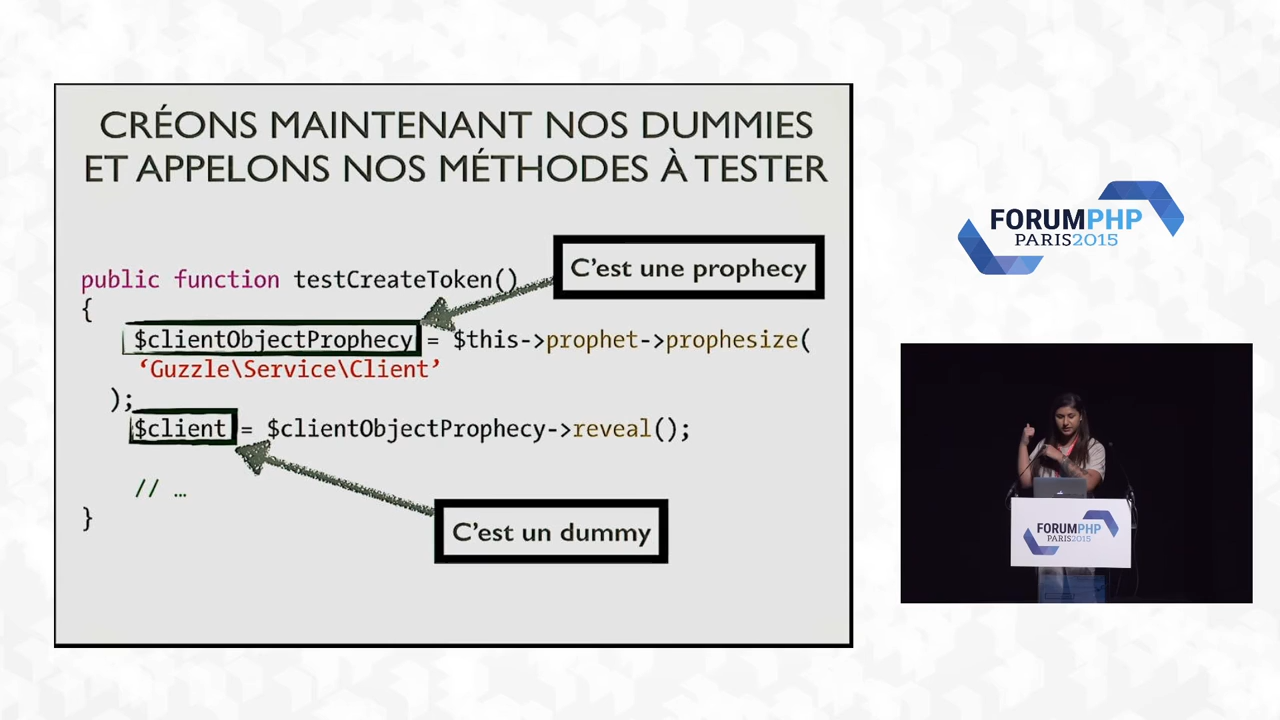 CRÉONS MAINTENANT NOS DUMMIES
ET APPELONS NOS MÉTHODES À TESTER
C’est une prophecy
public function testCreateToken()
{
$clientObjectProphecy = $this->prophet->prophesize(
‘Guzzle\Service\Client’
);
$client = $clientObjectProphecy->reveal();
// …
}
C’est un dummy
FORUMPHP
PARIS2015
FORUMPHP
PARIS2015